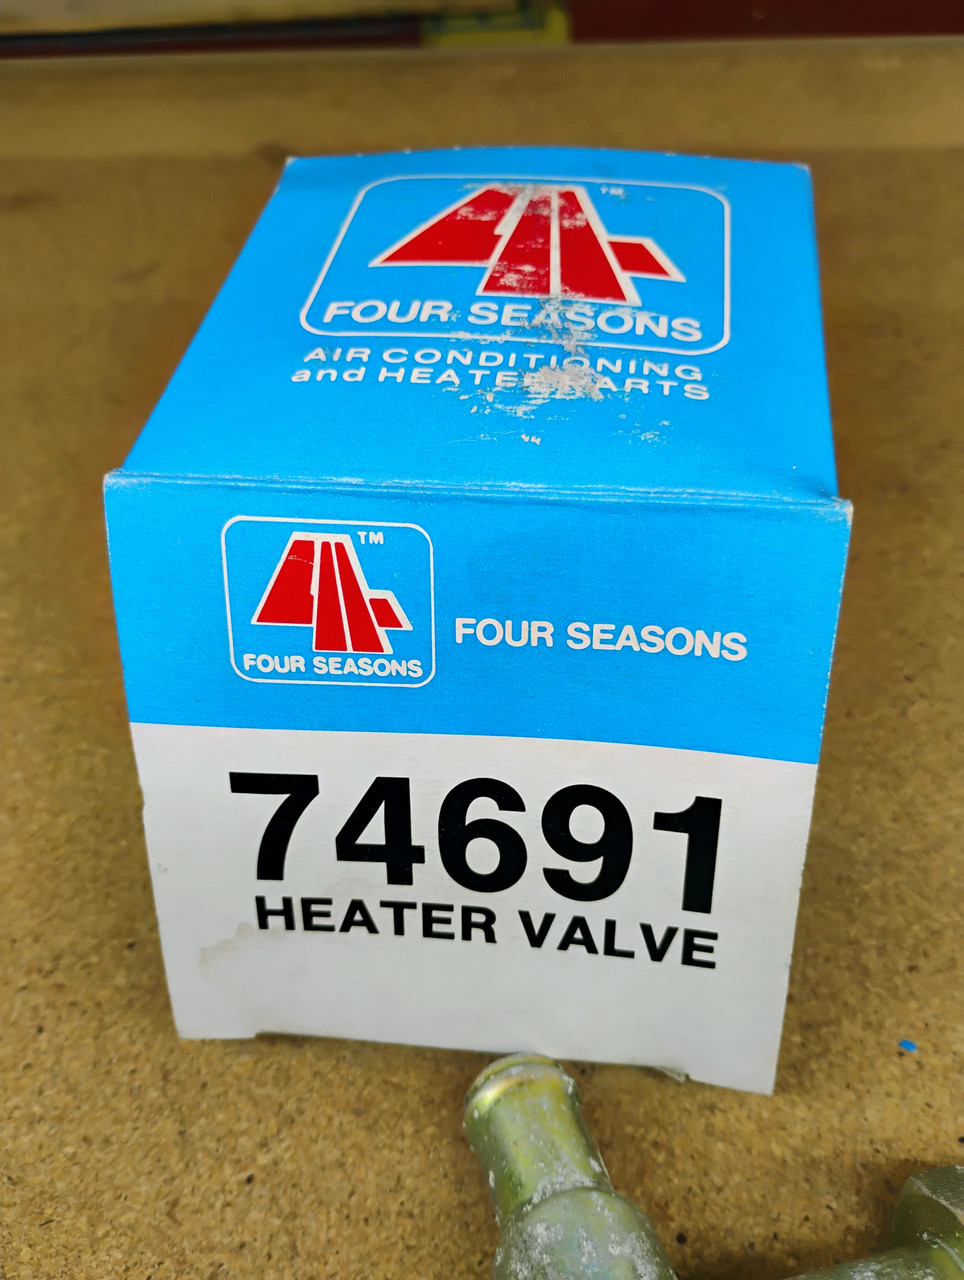 TM
FOUR SEASONS
AIR CONDITIONING
and HEATER PARTS
TM
FOUR SEASONS
FOUR SEASONS
74691
HEATER VALVE